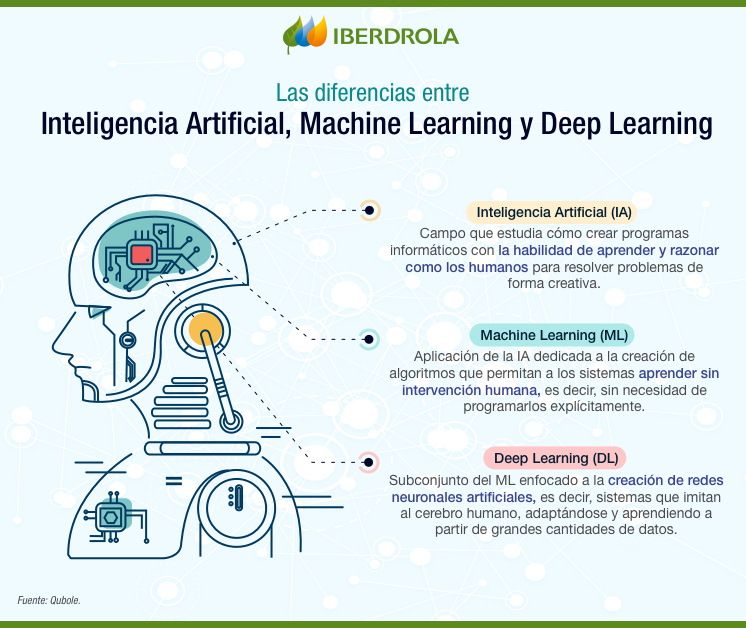 IBERDROLA
Las diferencias entre
Inteligencia Artificial, Machine Learning y Deep Learning
Inteligencia Artificial (IA)
Campo que estudia cómo crear programas
informáticos con la habilidad de aprender y razonar
como los humanos para resolver problemas de
forma creativa.
Machine Learning (ML)
Aplicación de la IA dedicada a la creación de
algoritmos que permitan a los sistemas aprender sin
intervención humana, es decir, sin necesidad de
programarlos explícitamente.
Deep Learning (DL)
Subconjunto del ML enfocado a la creación de redes
neuronales artificiales, es decir, sistemas que imitan
al cerebro humano, adaptándose y aprendiendo a
partir de grandes cantidades de datos.
Fuente: Qubole.